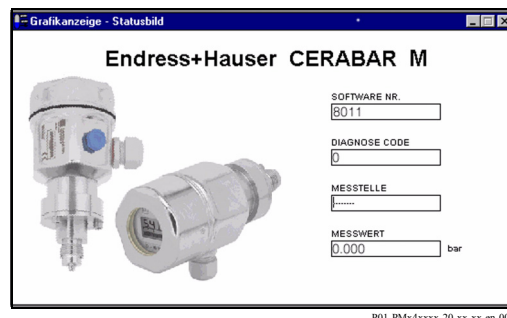 Grafikanzeige - Statusbild
Endress+Hauser CERABAR M
SOFTWARE NR.
8011
DIAGNOSE CODE
0
MESSTELLE
--------
MESSWERT
0.000 bar
P01-PMx4xxxx-20-xx-xx-en-00